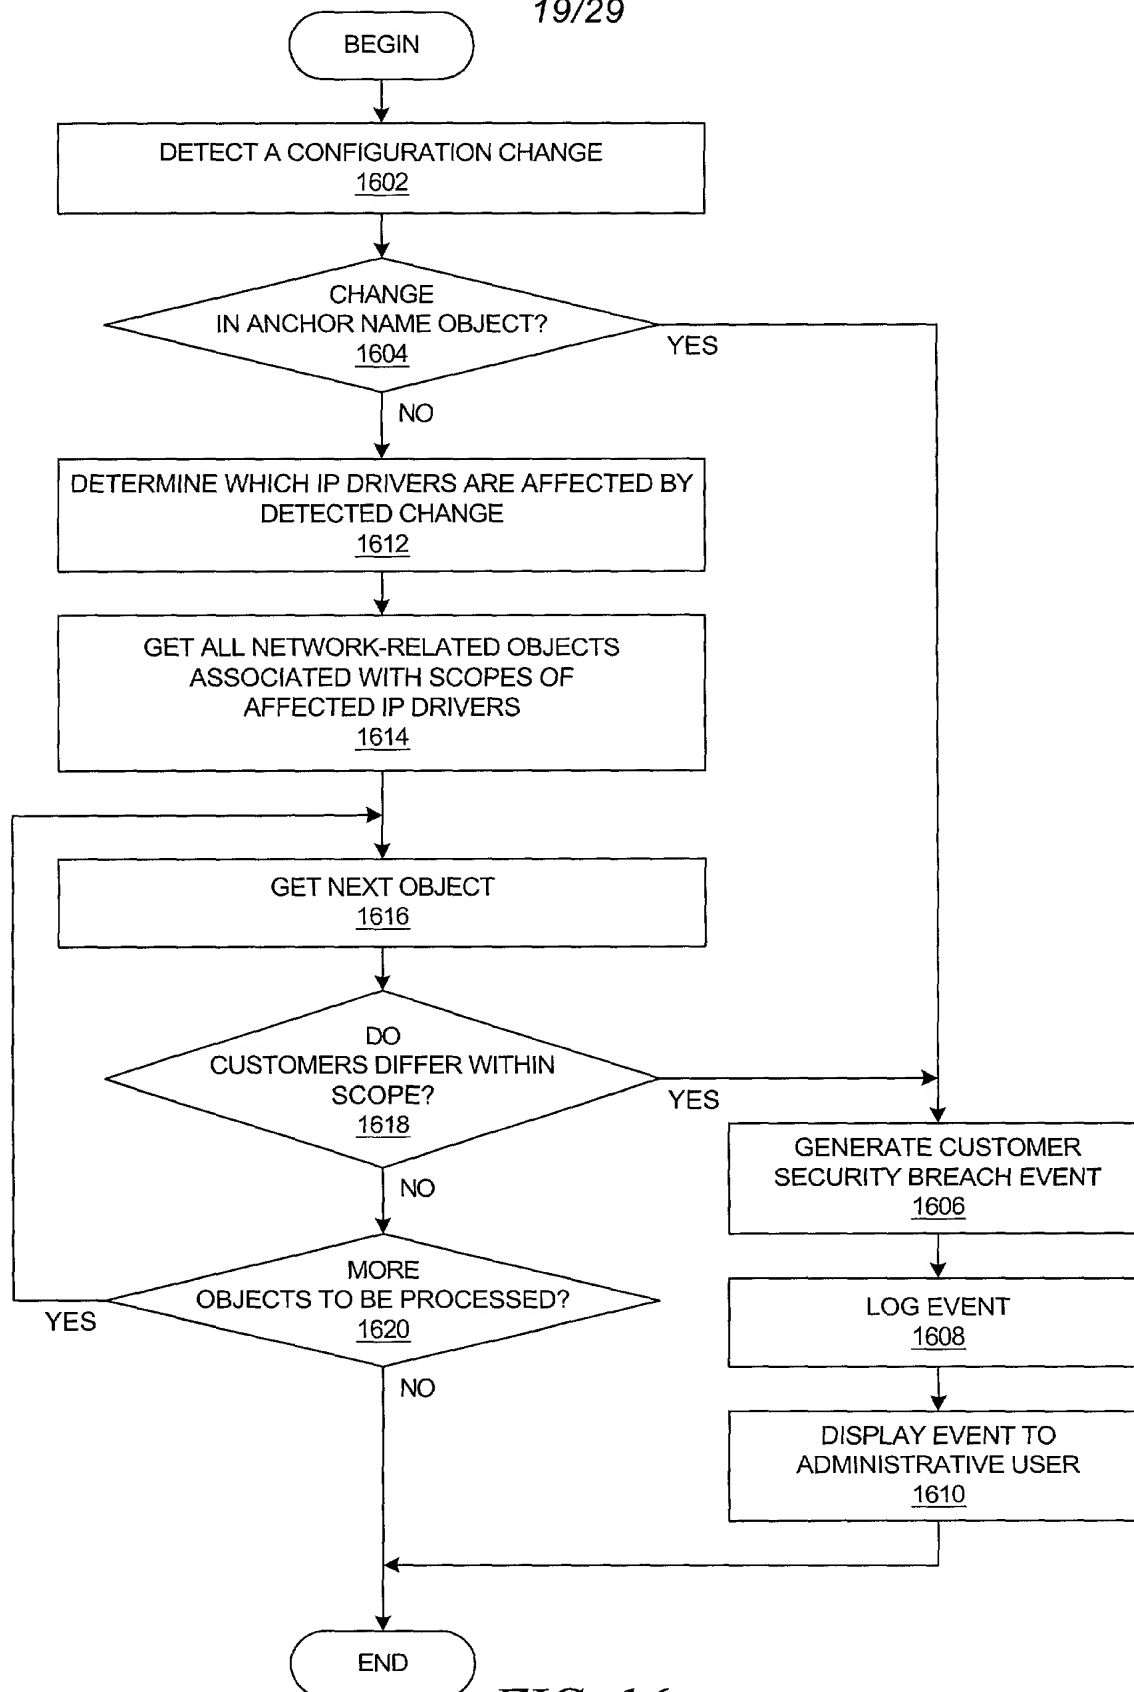 19/29
BEGIN
DETECT A CONFIGURATION CHANGE
1602
CHANGE
IN ANCHOR NAME OBJECT?
1604
YES
NO
DETERMINE WHICH IP DRIVERS ARE AFFECTED BY
DETECTED CHANGE
1612
GET ALL NETWORK-RELATED OBJECTS
ASSOCIATED WITH SCOPES OF
AFFECTED IP DRIVERS
1614
GET NEXT OBJECT
1616
DO
CUSTOMERS DIFFER WITHIN
SCOPE?
1618
YES
NO
GENERATE CUSTOMER
SECURITY BREACH EVENT
1606
MORE
OBJECTS TO BE PROCESSED?
1620
YES
NO
LOG EVENT
1608
DISPLAY EVENT TO
ADMINISTRATIVE USER
1610
END